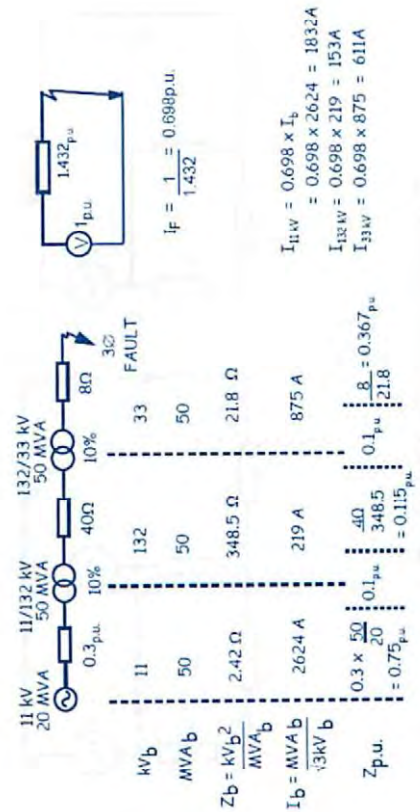 11 kV
20 MVA
11/132 kV
50 MVA
132/33 kV
50 MVA
0.3p.u.
10%
40Ω
10%
8Ω
3Ø
FAULT
kVb 11 132 33
MVAb 50 50 50
Zb = kVb²/MVAb 2.42 Ω 348.5 Ω 21.8 Ω
Ib = MVAb/√3kVb 2624 A 219 A 875 A
Zp.u. 0.3 x 50/20 = 0.75p.u. 0.1p.u. 40/348.5 = 0.115p.u. 0.1p.u. 8/21.8 = 0.367p.u.
1.432p.u.
V 1p.u.
IF = 1/1.432 = 0.698p.u.
I11kV = 0.698 x Ib
= 0.698 x 2624 = 1832A
I132kV = 0.698 x 219 = 153A
I33kV = 0.698 x 875 = 611A